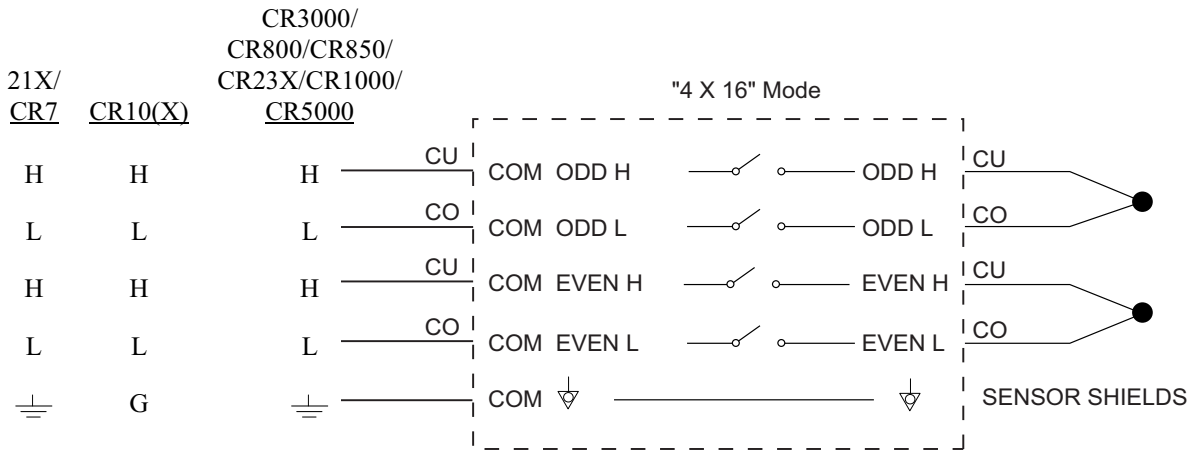 CR3000/
CR800/CR850/
21X/ CR23X/CR1000/
CR7 CR10(X) CR5000
"4 X 16" Mode
H H H CU COM ODD H ODD H CU
L L L CO COM ODD L ODD L CO
H H H CU COM EVEN H EVEN H CU
L L L CO COM EVEN L EVEN L CO
G COM SENSOR SHIELDS